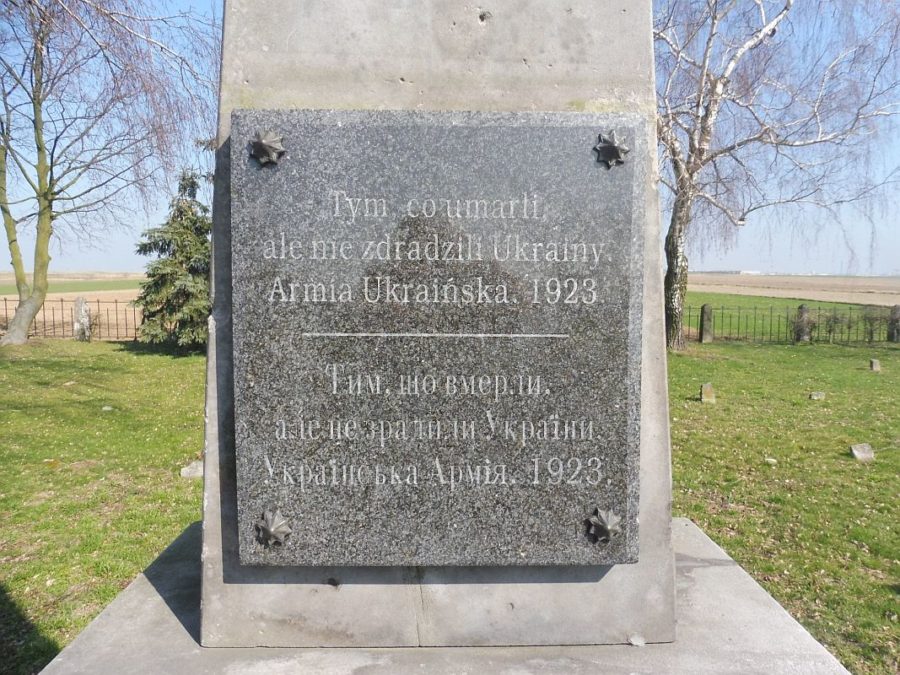 Tym co umarli,
ale nie zdradzili Ukrainy.
Armia Ukraińska. 1923.
Тим, що вмерли,
але не зрадили України.
Українська Армія. 1923.